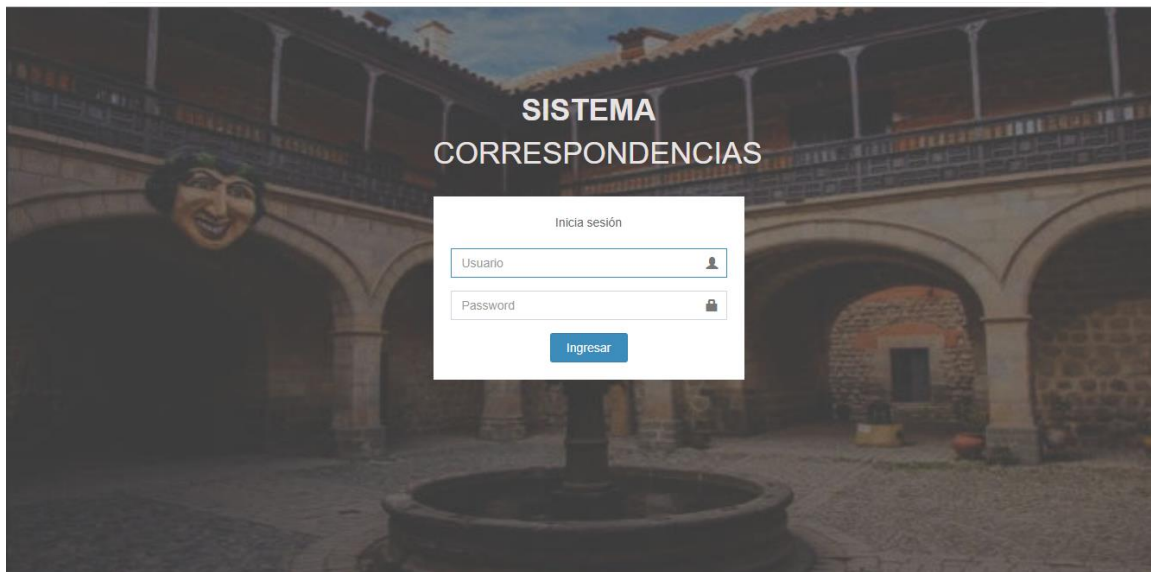 SISTEMA
CORRESPONDENCIAS
Inicia sesión
Usuario
Password
Ingresar